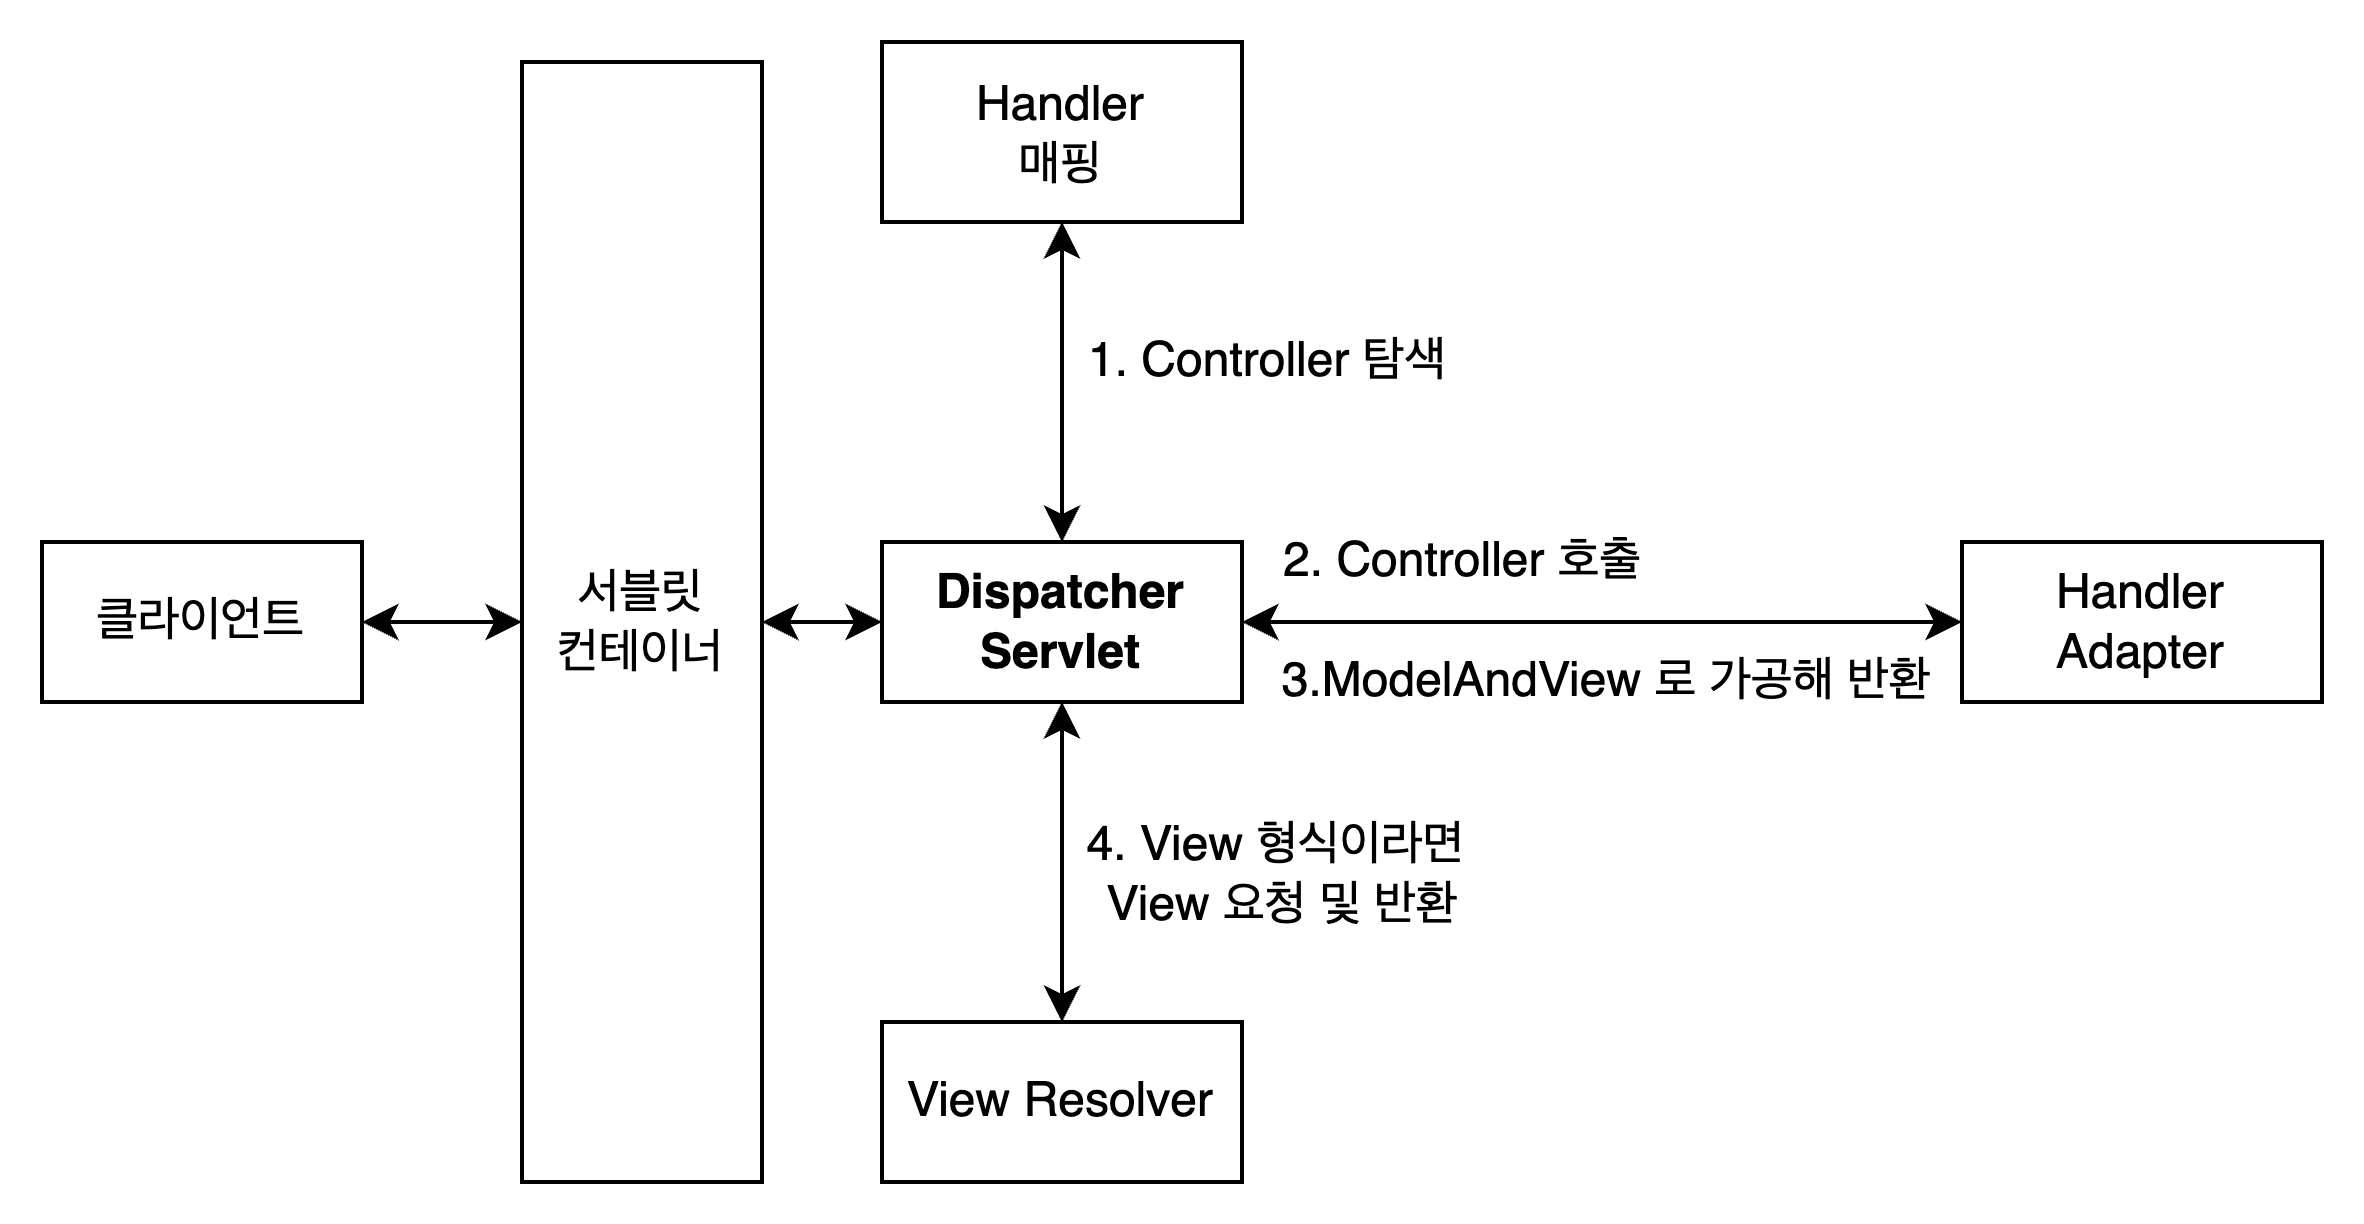 Handler
매핑
1. Controller 탐색
클라이언트
서블릿
컨테이너
Dispatcher
Servlet
2. Controller 호출
3.ModelAndView 로 가공해 반환
Handler
Adapter
4. View 형식이라면
View 요청 및 반환
View Resolver